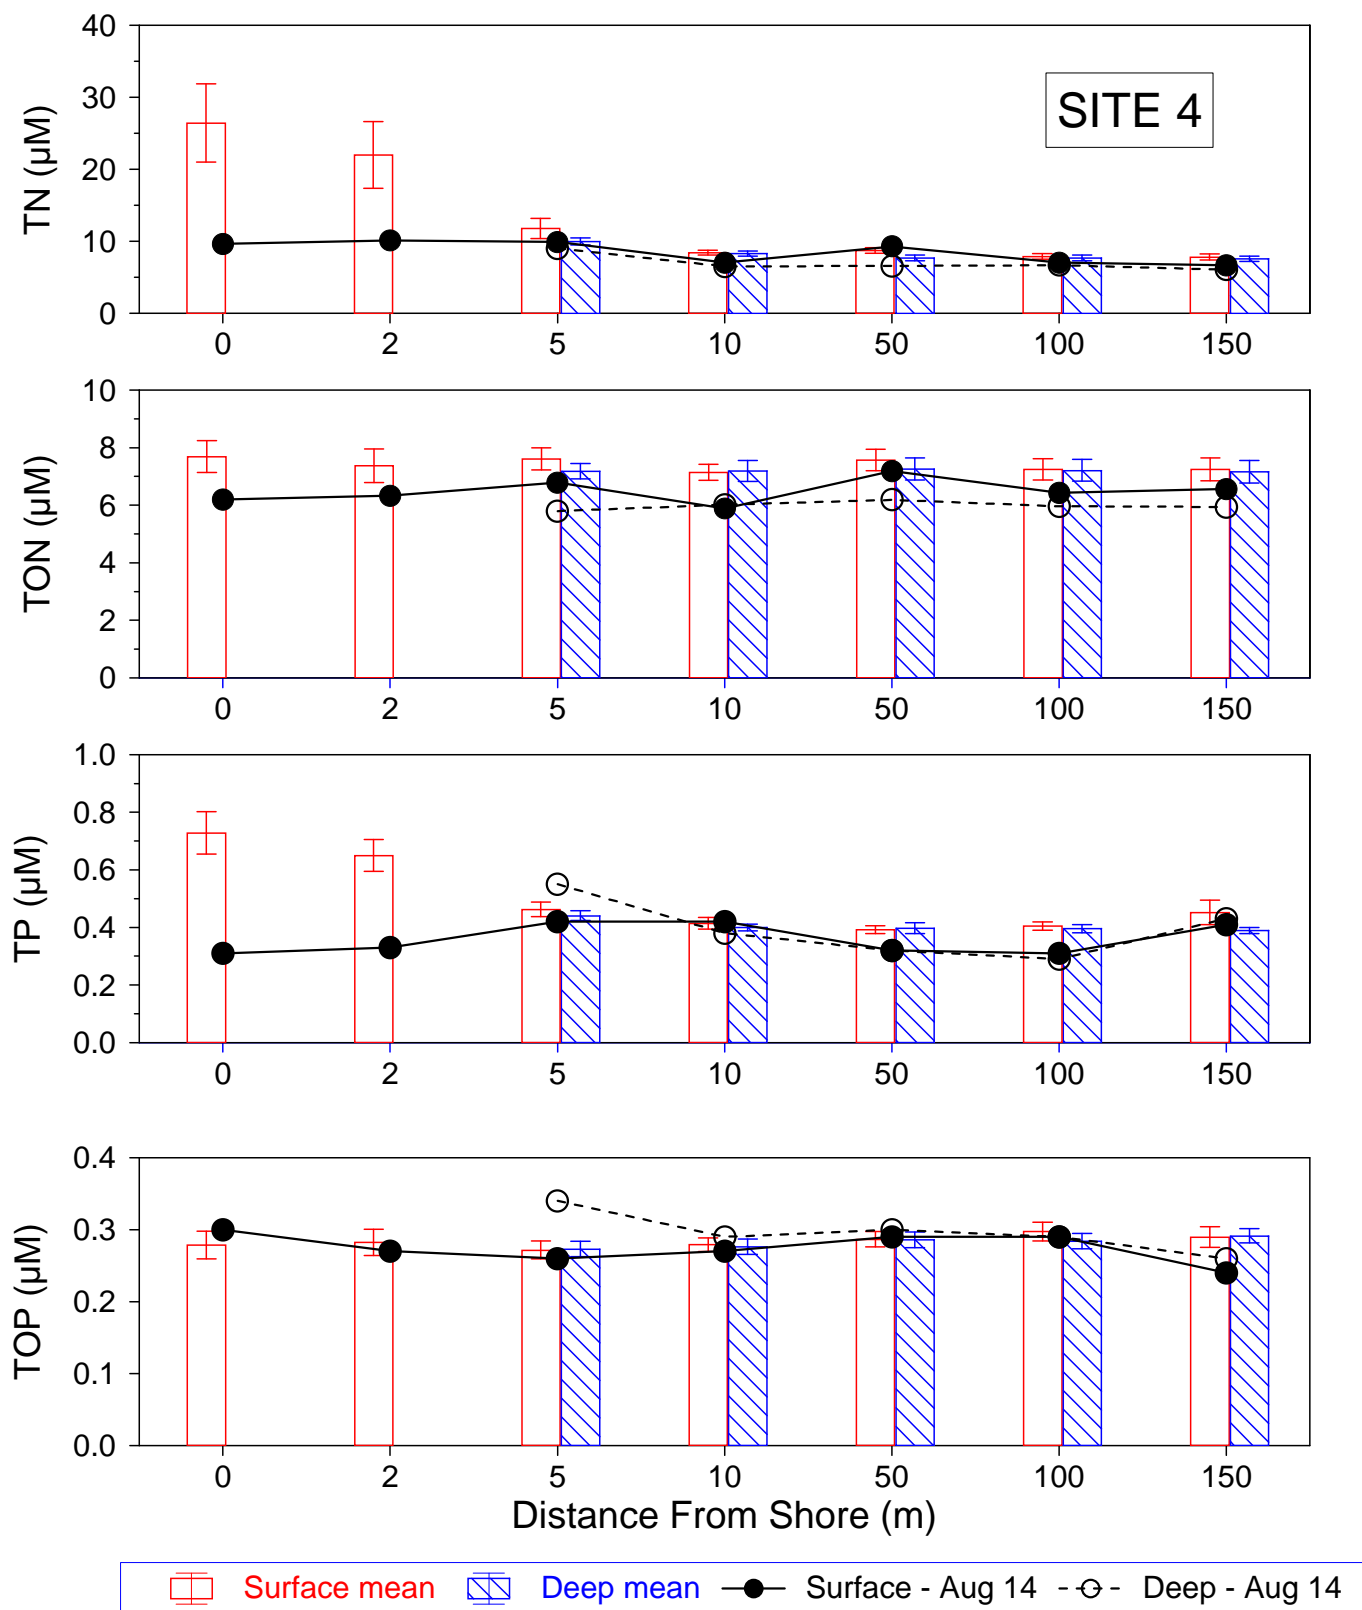 SITE 4
TN (µM)
40
30
20
10
0
0 2 5 10 50 100 150
TON (µM)
10
8
6
4
2
0
0 2 5 10 50 100 150
TP (µM)
1.0
0.8
0.6
0.4
0.2
0.0
0 2 5 10 50 100 150
TOP (µM)
0.4
0.3
0.2
0.1
0.0
0 2 5 10 50 100 150
Distance From Shore (m)
Surface mean Deep mean Surface - Aug 14 Deep - Aug 14